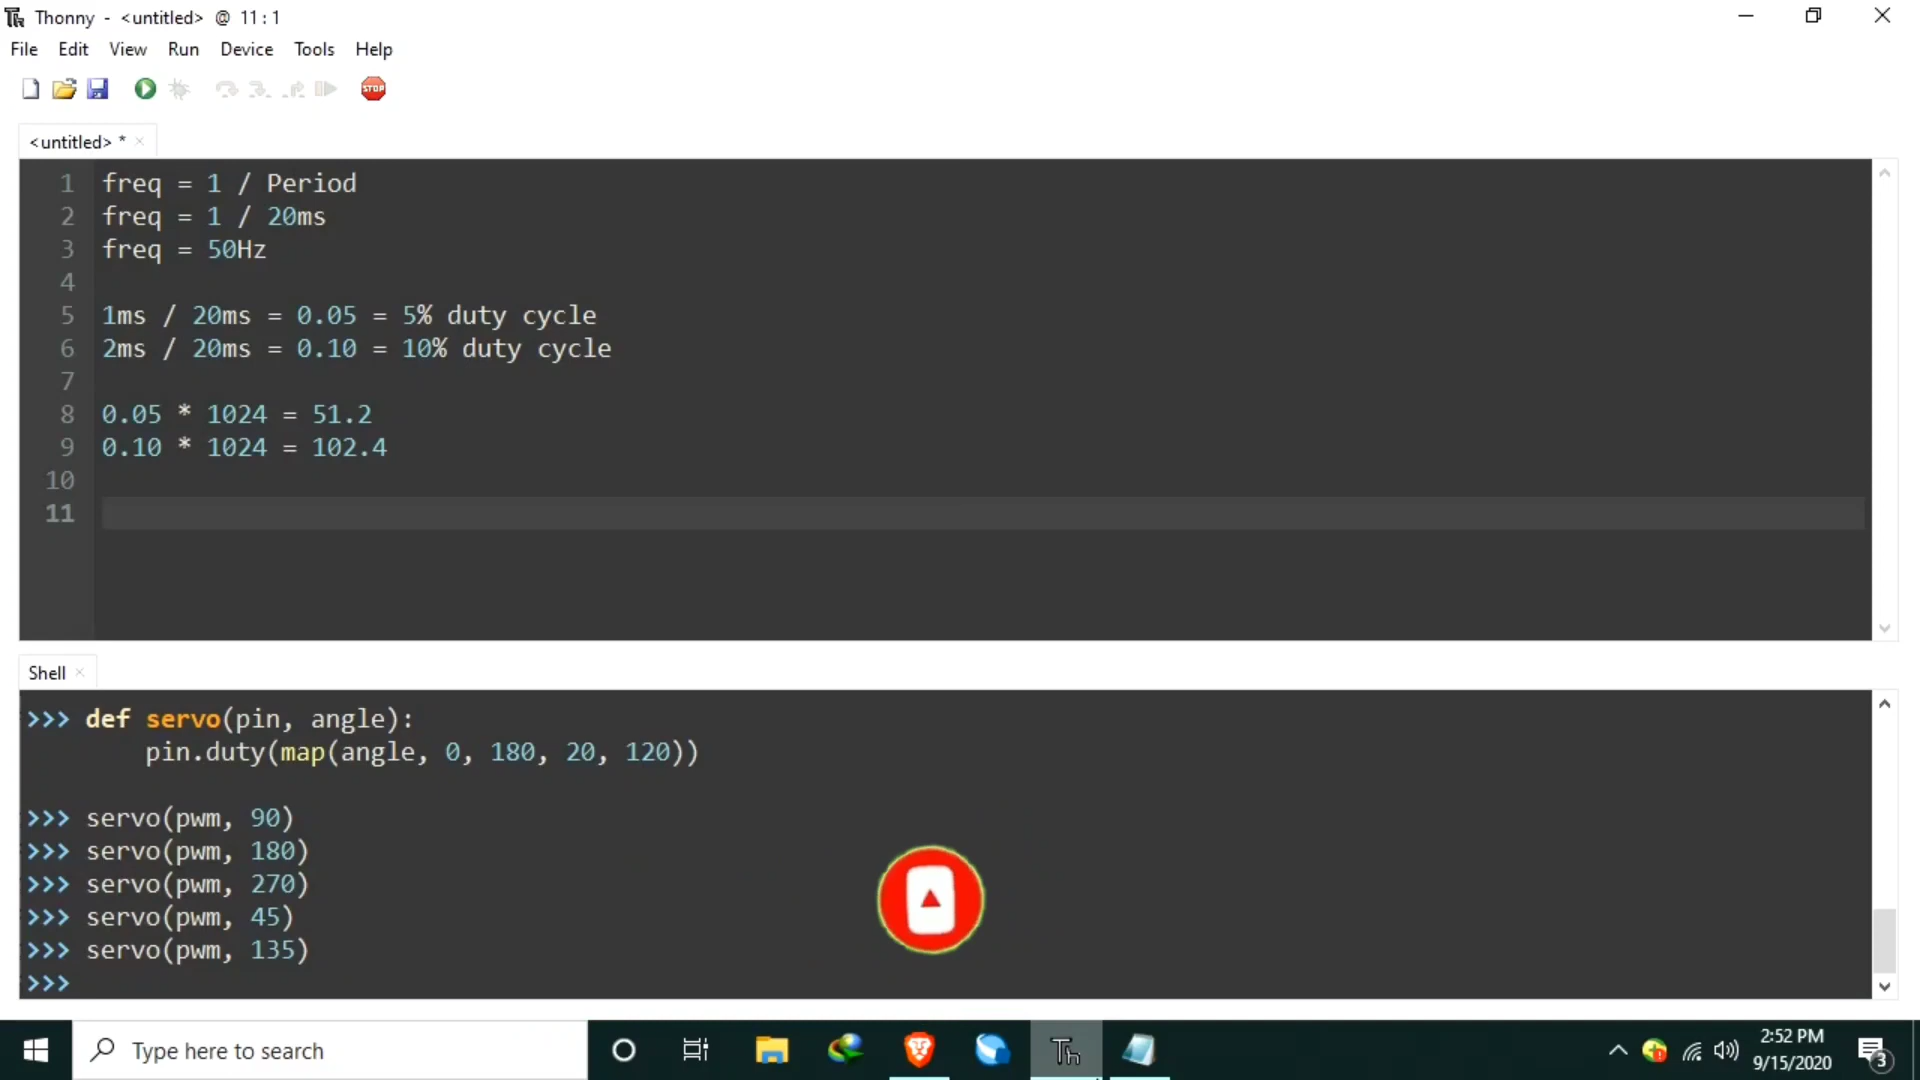 Thonny - <untitled> @ 11 : 1
File Edit View Run Device Tools Help
STOP
<untitled> * ×
1 freq = 1 / Period
2 freq = 1 / 20ms
3 freq = 50Hz
4
5 1ms / 20ms = 0.05 = 5% duty cycle
6 2ms / 20ms = 0.10 = 10% duty cycle
7
8 0.05 * 1024 = 51.2
9 0.10 * 1024 = 102.4
10
11
Shell ×
>>> def servo(pin, angle):
pin.duty(map(angle, 0, 180, 20, 120))
>>> servo(pwm, 90)
>>> servo(pwm, 180)
>>> servo(pwm, 270)
>>> servo(pwm, 45)
>>> servo(pwm, 135)
>>>
Type here to search
Th
2:52 PM
9/15/2020
3